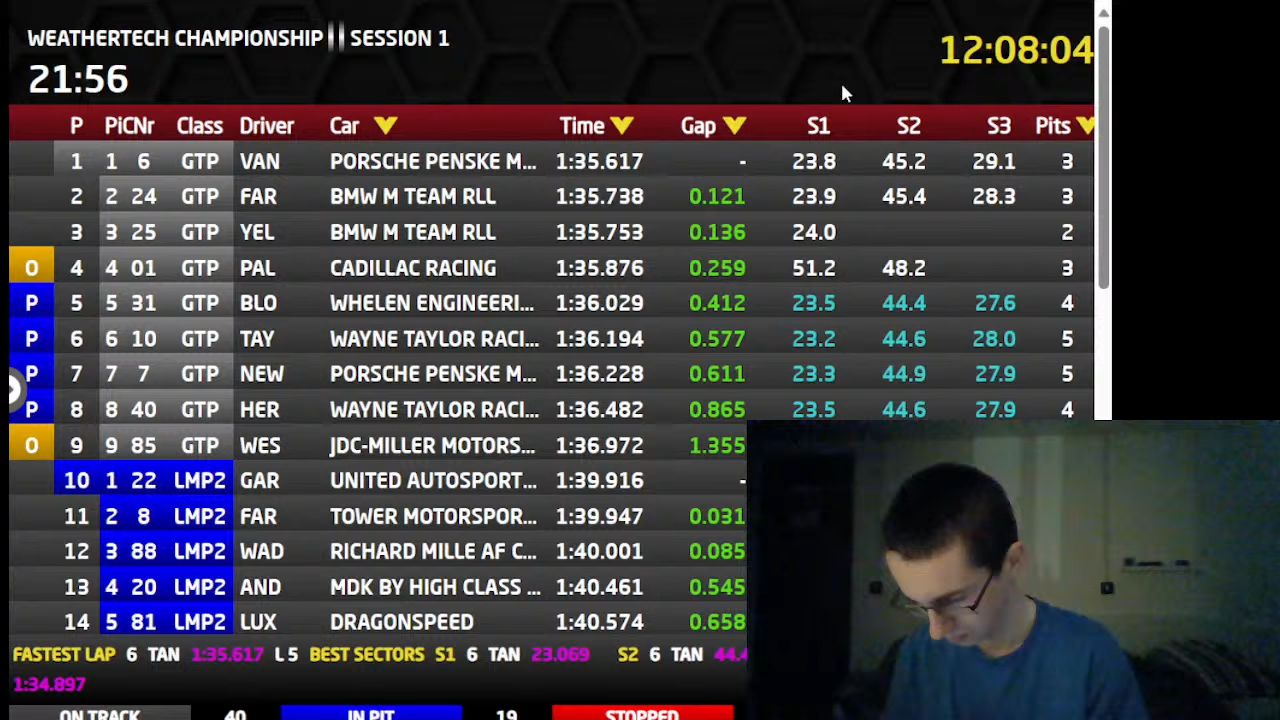 WEATHERTECH CHAMPIONSHIP || SESSION 1
21:56
12:08:04
P PiC Nr Class Driver Car Time Gap S1 S2 S3 Pits
1 1 6 GTP VAN PORSCHE PENSKE M... 1:35.617 - 23.8 45.2 29.1 3
2 2 24 GTP FAR BMW M TEAM RLL 1:35.738 0.121 23.9 45.4 28.3 3
3 3 25 GTP YEL BMW M TEAM RLL 1:35.753 0.136 24.0 2
O 4 4 01 GTP PAL CADILLAC RACING 1:35.876 0.259 51.2 48.2 3
P 5 5 31 GTP BLO WHELEN ENGINEERI... 1:36.029 0.412 23.5 44.4 27.6 4
P 6 6 10 GTP TAY WAYNE TAYLOR RACI... 1:36.194 0.577 23.2 44.6 28.0 5
P 7 7 7 GTP NEW PORSCHE PENSKE M... 1:36.228 0.611 23.3 44.9 27.9 5
P 8 8 40 GTP HER WAYNE TAYLOR RACI... 1:36.482 0.865 23.5 44.6 27.9 4
O 9 9 85 GTP WES JDC-MILLER MOTORS... 1:36.972 1.355
10 1 22 LMP2 GAR UNITED AUTOSPORT... 1:39.916 -
11 2 8 LMP2 FAR TOWER MOTORSPOR... 1:39.947 0.031
12 3 88 LMP2 WAD RICHARD MILLE AF C... 1:40.001 0.085
13 4 20 LMP2 AND MDK BY HIGH CLASS ... 1:40.461 0.545
14 5 81 LMP2 LUX DRAGONSPEED 1:40.574 0.658
FASTEST LAP 6 TAN 1:35.617 L 5 BEST SECTORS S1 6 TAN 23.069 S2 6 TAN 44.4
1:34.897
ON TRACK 40 IN PIT 19 STOPPED